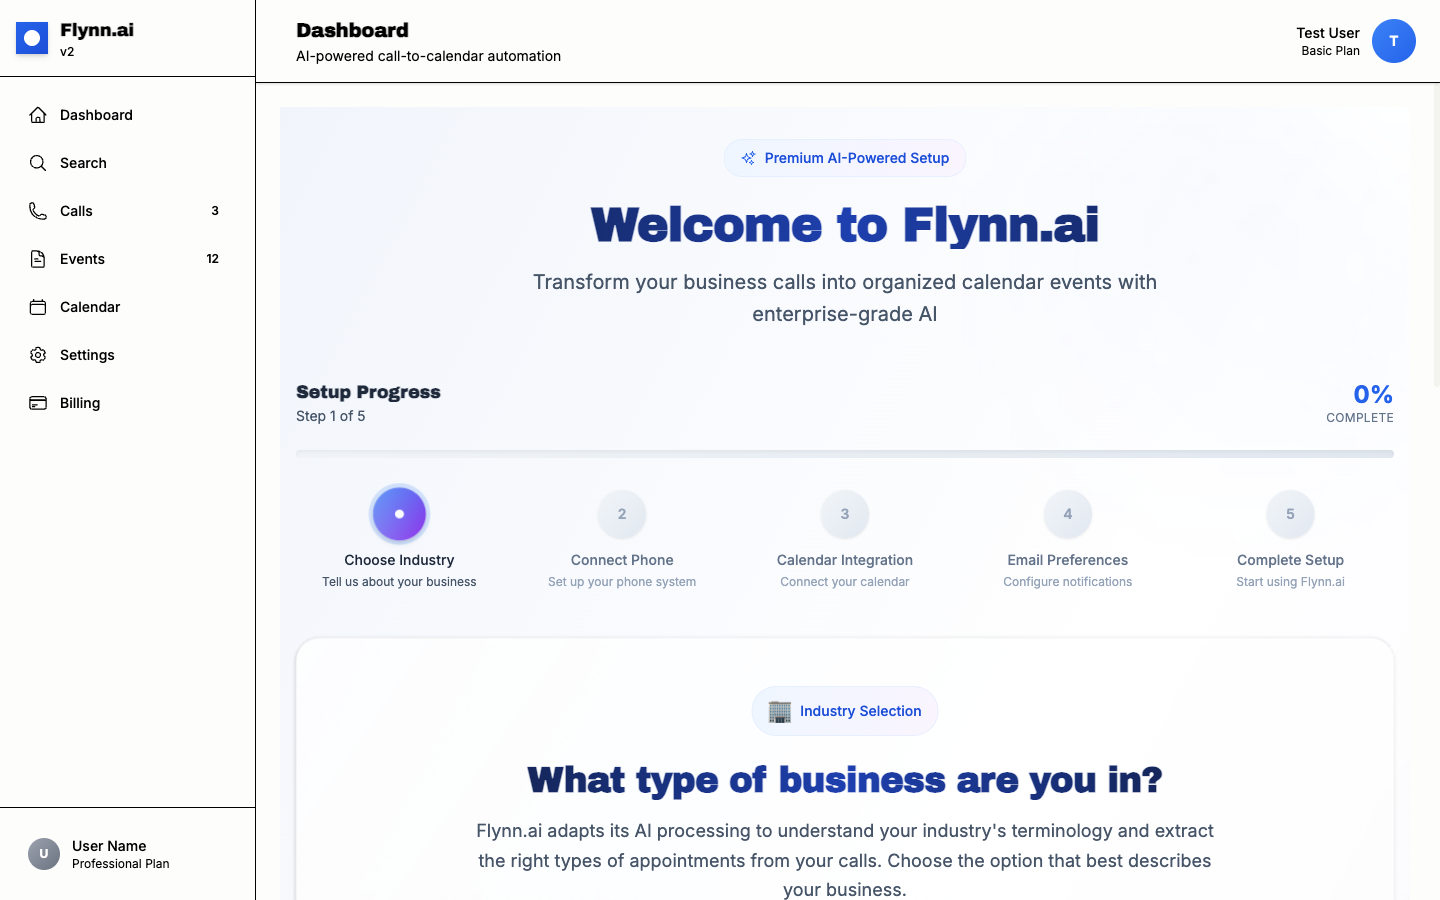 Flynn.ai
v2
Dashboard
Search
Calls 3
Events 12
Calendar
Settings
Billing
U
User Name
Professional Plan
Dashboard
AI-powered call-to-calendar automation
Test User
Basic Plan
T
Premium AI-Powered Setup
Welcome to Flynn.ai
Transform your business calls into organized calendar events with
enterprise-grade AI
Setup Progress
Step 1 of 5
0%
COMPLETE
Choose Industry
Tell us about your business
2
Connect Phone
Set up your phone system
3
Calendar Integration
Connect your calendar
4
Email Preferences
Configure notifications
5
Complete Setup
Start using Flynn.ai
Industry Selection
What type of business are you in?
Flynn.ai adapts its AI processing to understand your industry's terminology and extract
the right types of appointments from your calls. Choose the option that best describes
your business.